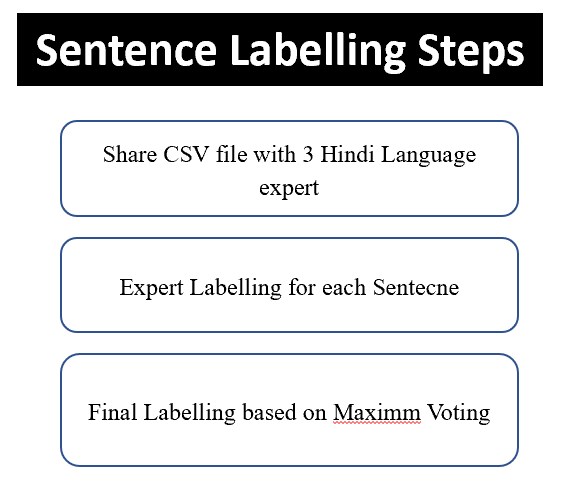 Sentence Labelling Steps
Share CSV file with 3 Hindi Language
expert
Expert Labelling for each Sentecne
Final Labelling based on Maximm Voting